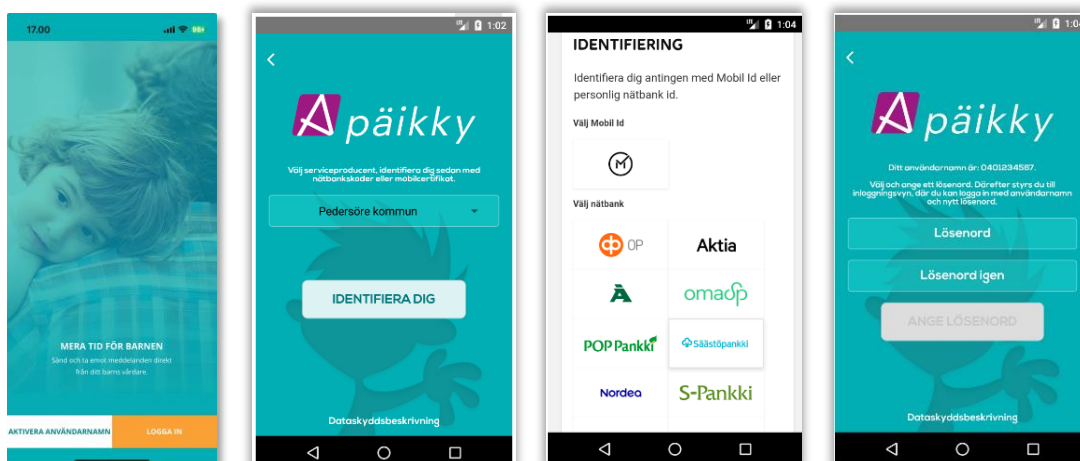 17.00
98+
MERA TID FÖR BARNEN
Sänd och ta emot meddelanden direkt
från ditt barns vårdare.
AKTIVERA ANVÄNDARNAMN
LOGGA IN
1:02
A päikky
Välj serviceproducent, identifiera dig sedan med
nätbankskoder eller mobilcertifikat.
Pedersöre kommun
IDENTIFIERA DIG
Dataskyddsbeskrivning
1:04
IDENTIFIERING
Identifiera dig antingen med Mobil Id eller
personlig nätbank id.
Välj Mobil Id
M
Välj nätbank
OP
Aktia
Å
omasp
POP Pankki
Säästöpankki
Nordea
S-Pankki
1:04
A päikky
Ditt användarnamn är: 0401234567.
Välj och ange ett lösenord. Därefter styrs du till
inloggningsvyn, där du kan logga in med användarnamn
och nytt lösenord.
Lösenord
Lösenord igen
ANGE LÖSENORD
Dataskyddsbeskrivning